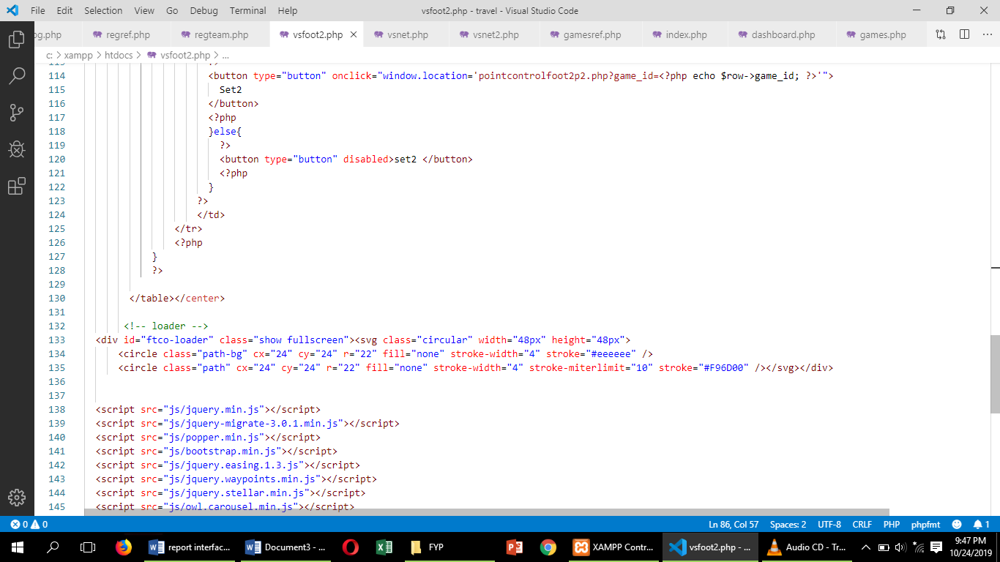 File Edit Selection View Go Debug Terminal Help vsfoot2.php - travel - Visual Studio Code
og.php regref.php regteam.php vsfoot2.php vsnet.php vsnet2.php gamesref.php index.php dashboard.php games.php
c: > xampp > htdocs > vsfoot2.php > ...
113 ?>
114 <button type="button" onclick="window.location='pointcontrolfoot2p2.php?game_id=<?php echo $row->game_id; ?>'">
115 Set2
116 </button>
117 <?php
118 }else{
119 ?>
120 <button type="button" disabled>set2 </button>
121 <?php
122 }
123 ?>
124 </td>
125 </tr>
126 <?php
127 }
128 ?>
129
130 </table></center>
131
132 <!-- loader -->
133 <div id="ftco-loader" class="show fullscreen"><svg class="circular" width="48px" height="48px">
134 <circle class="path-bg" cx="24" cy="24" r="22" fill="none" stroke-width="4" stroke="#eeeeee" />
135 <circle class="path" cx="24" cy="24" r="22" fill="none" stroke-width="4" stroke-miterlimit="10" stroke="#F96D00" /></svg></div>
136
137
138 <script src="js/jquery.min.js"></script>
139 <script src="js/jquery-migrate-3.0.1.min.js"></script>
140 <script src="js/popper.min.js"></script>
141 <script src="js/bootstrap.min.js"></script>
142 <script src="js/jquery.easing.1.3.js"></script>
143 <script src="js/jquery.waypoints.min.js"></script>
144 <script src="js/jquery.stellar.min.js"></script>
145 <script src="js/owl.carousel.min.js"></script>
0 0 Ln 86, Col 57 Spaces: 2 UTF-8 CRLF PHP phpfmt 1
report interfac... Document3 - ... FYP XAMPP Contr... vsfoot2.php - ... Audio CD - Tr... 9:47 PM
10/24/2019